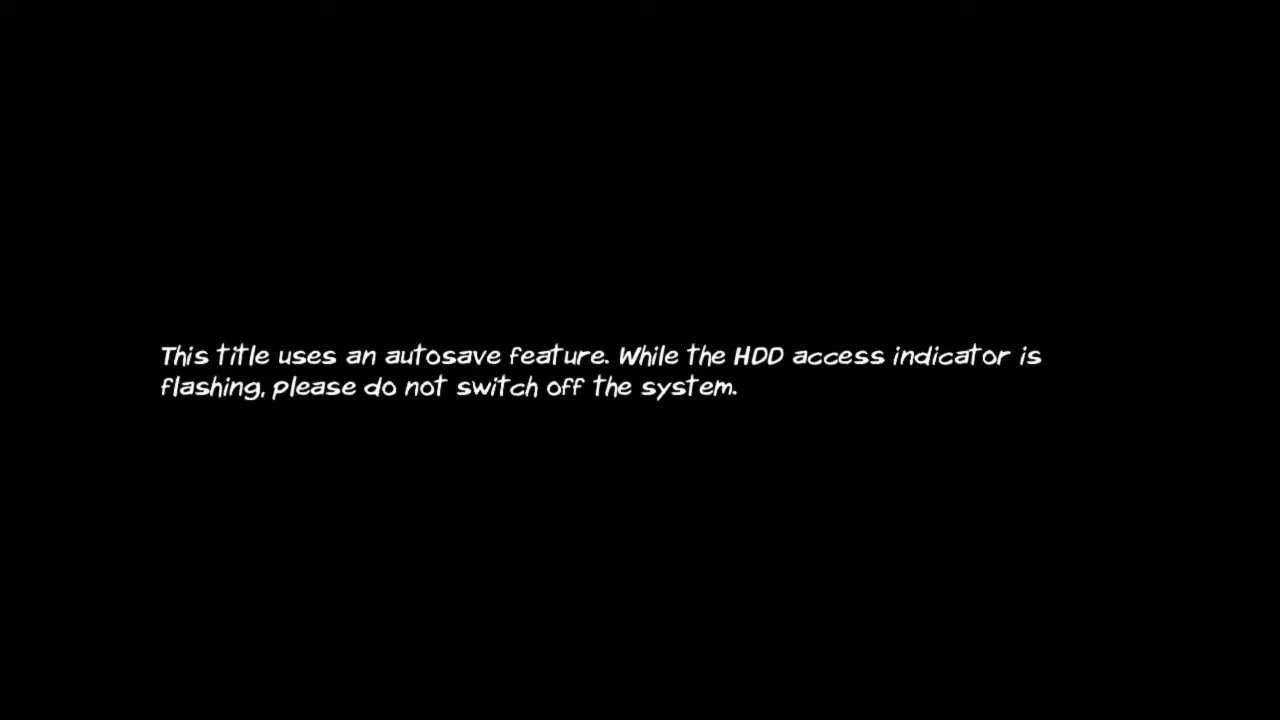 This title uses an autosave feature. While the HDD access indicator is
flashing, please do not switch off the system.